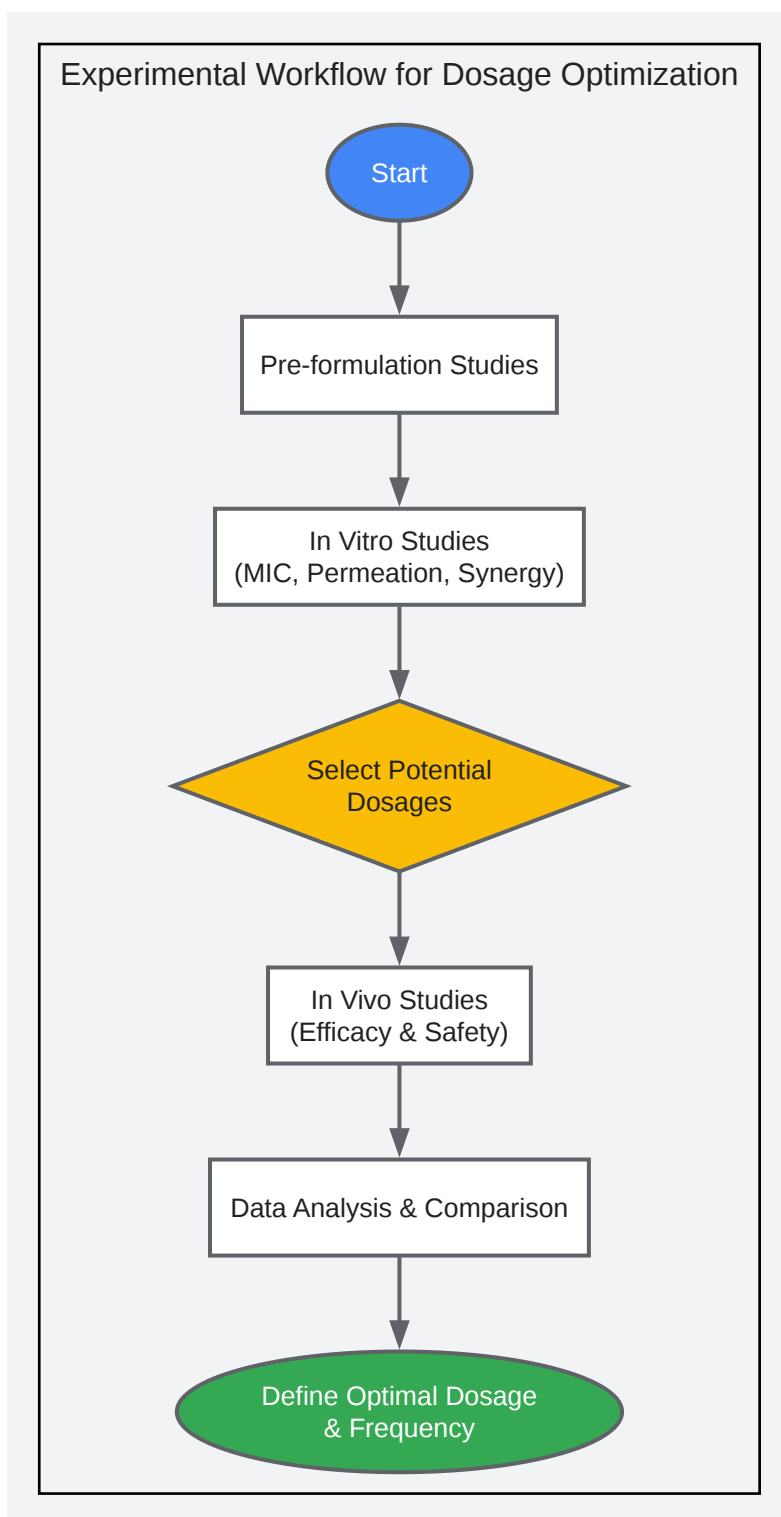 Experimental Workflow for Dosage Optimization
Start
Pre-formulation Studies
In Vitro Studies
(MIC, Permeation, Synergy)
Select Potential
Dosages
In Vivo Studies
(Efficacy & Safety)
Data Analysis & Comparison
Define Optimal Dosage
& Frequency